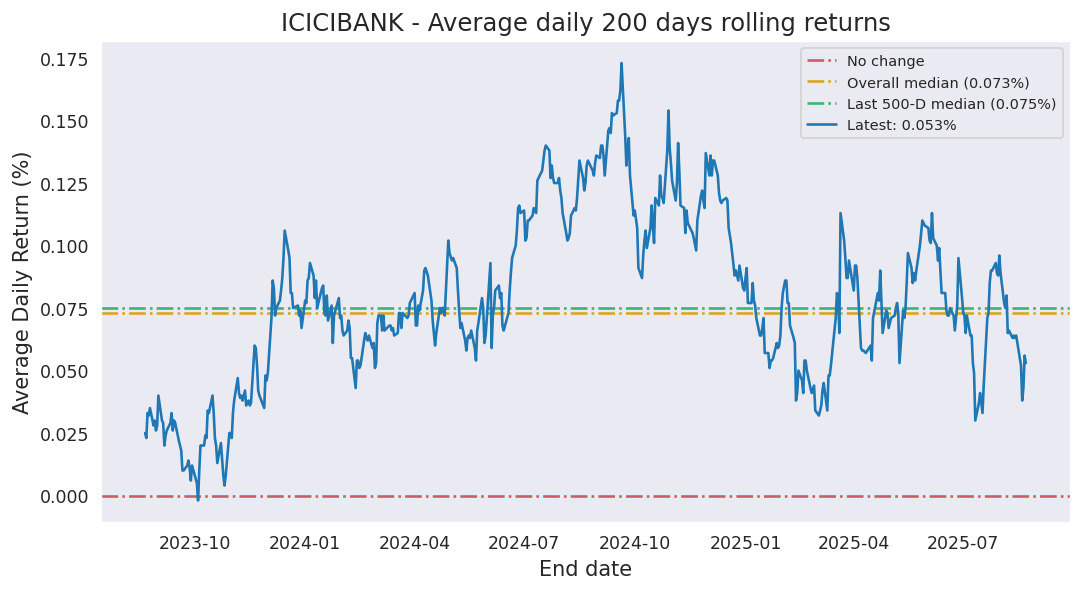 ICICIBANK - Average daily 200 days rolling returns
No change
Overall median (0.073%)
Last 500-D median (0.075%)
Latest: 0.053%
Average Daily Return (%)
0.175
0.150
0.125
0.100
0.075
0.050
0.025
0.000
2023-10 2024-01 2024-04 2024-07 2024-10 2025-01 2025-04 2025-07
End date